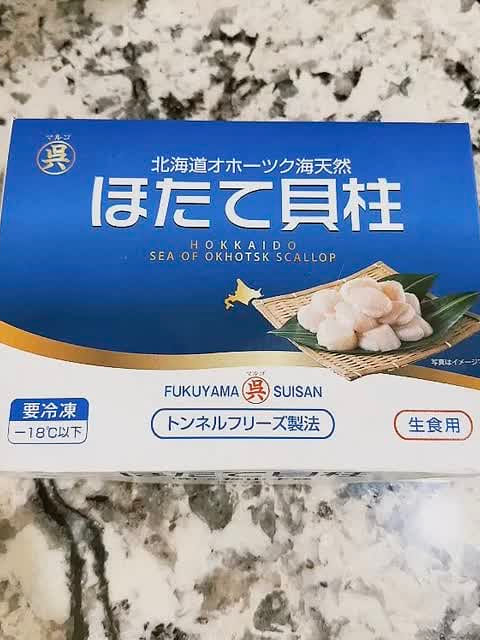 マルゴ
呉
北海道オホーツク海天然
ほたて貝柱
HOKKAIDO
SEA OF OKHOTSK SCALLOP
写真はイメージ
マルゴ
FUKUYAMA 呉 SUISAN
要冷凍
−18℃以下
トンネルフリーズ製法
生食用